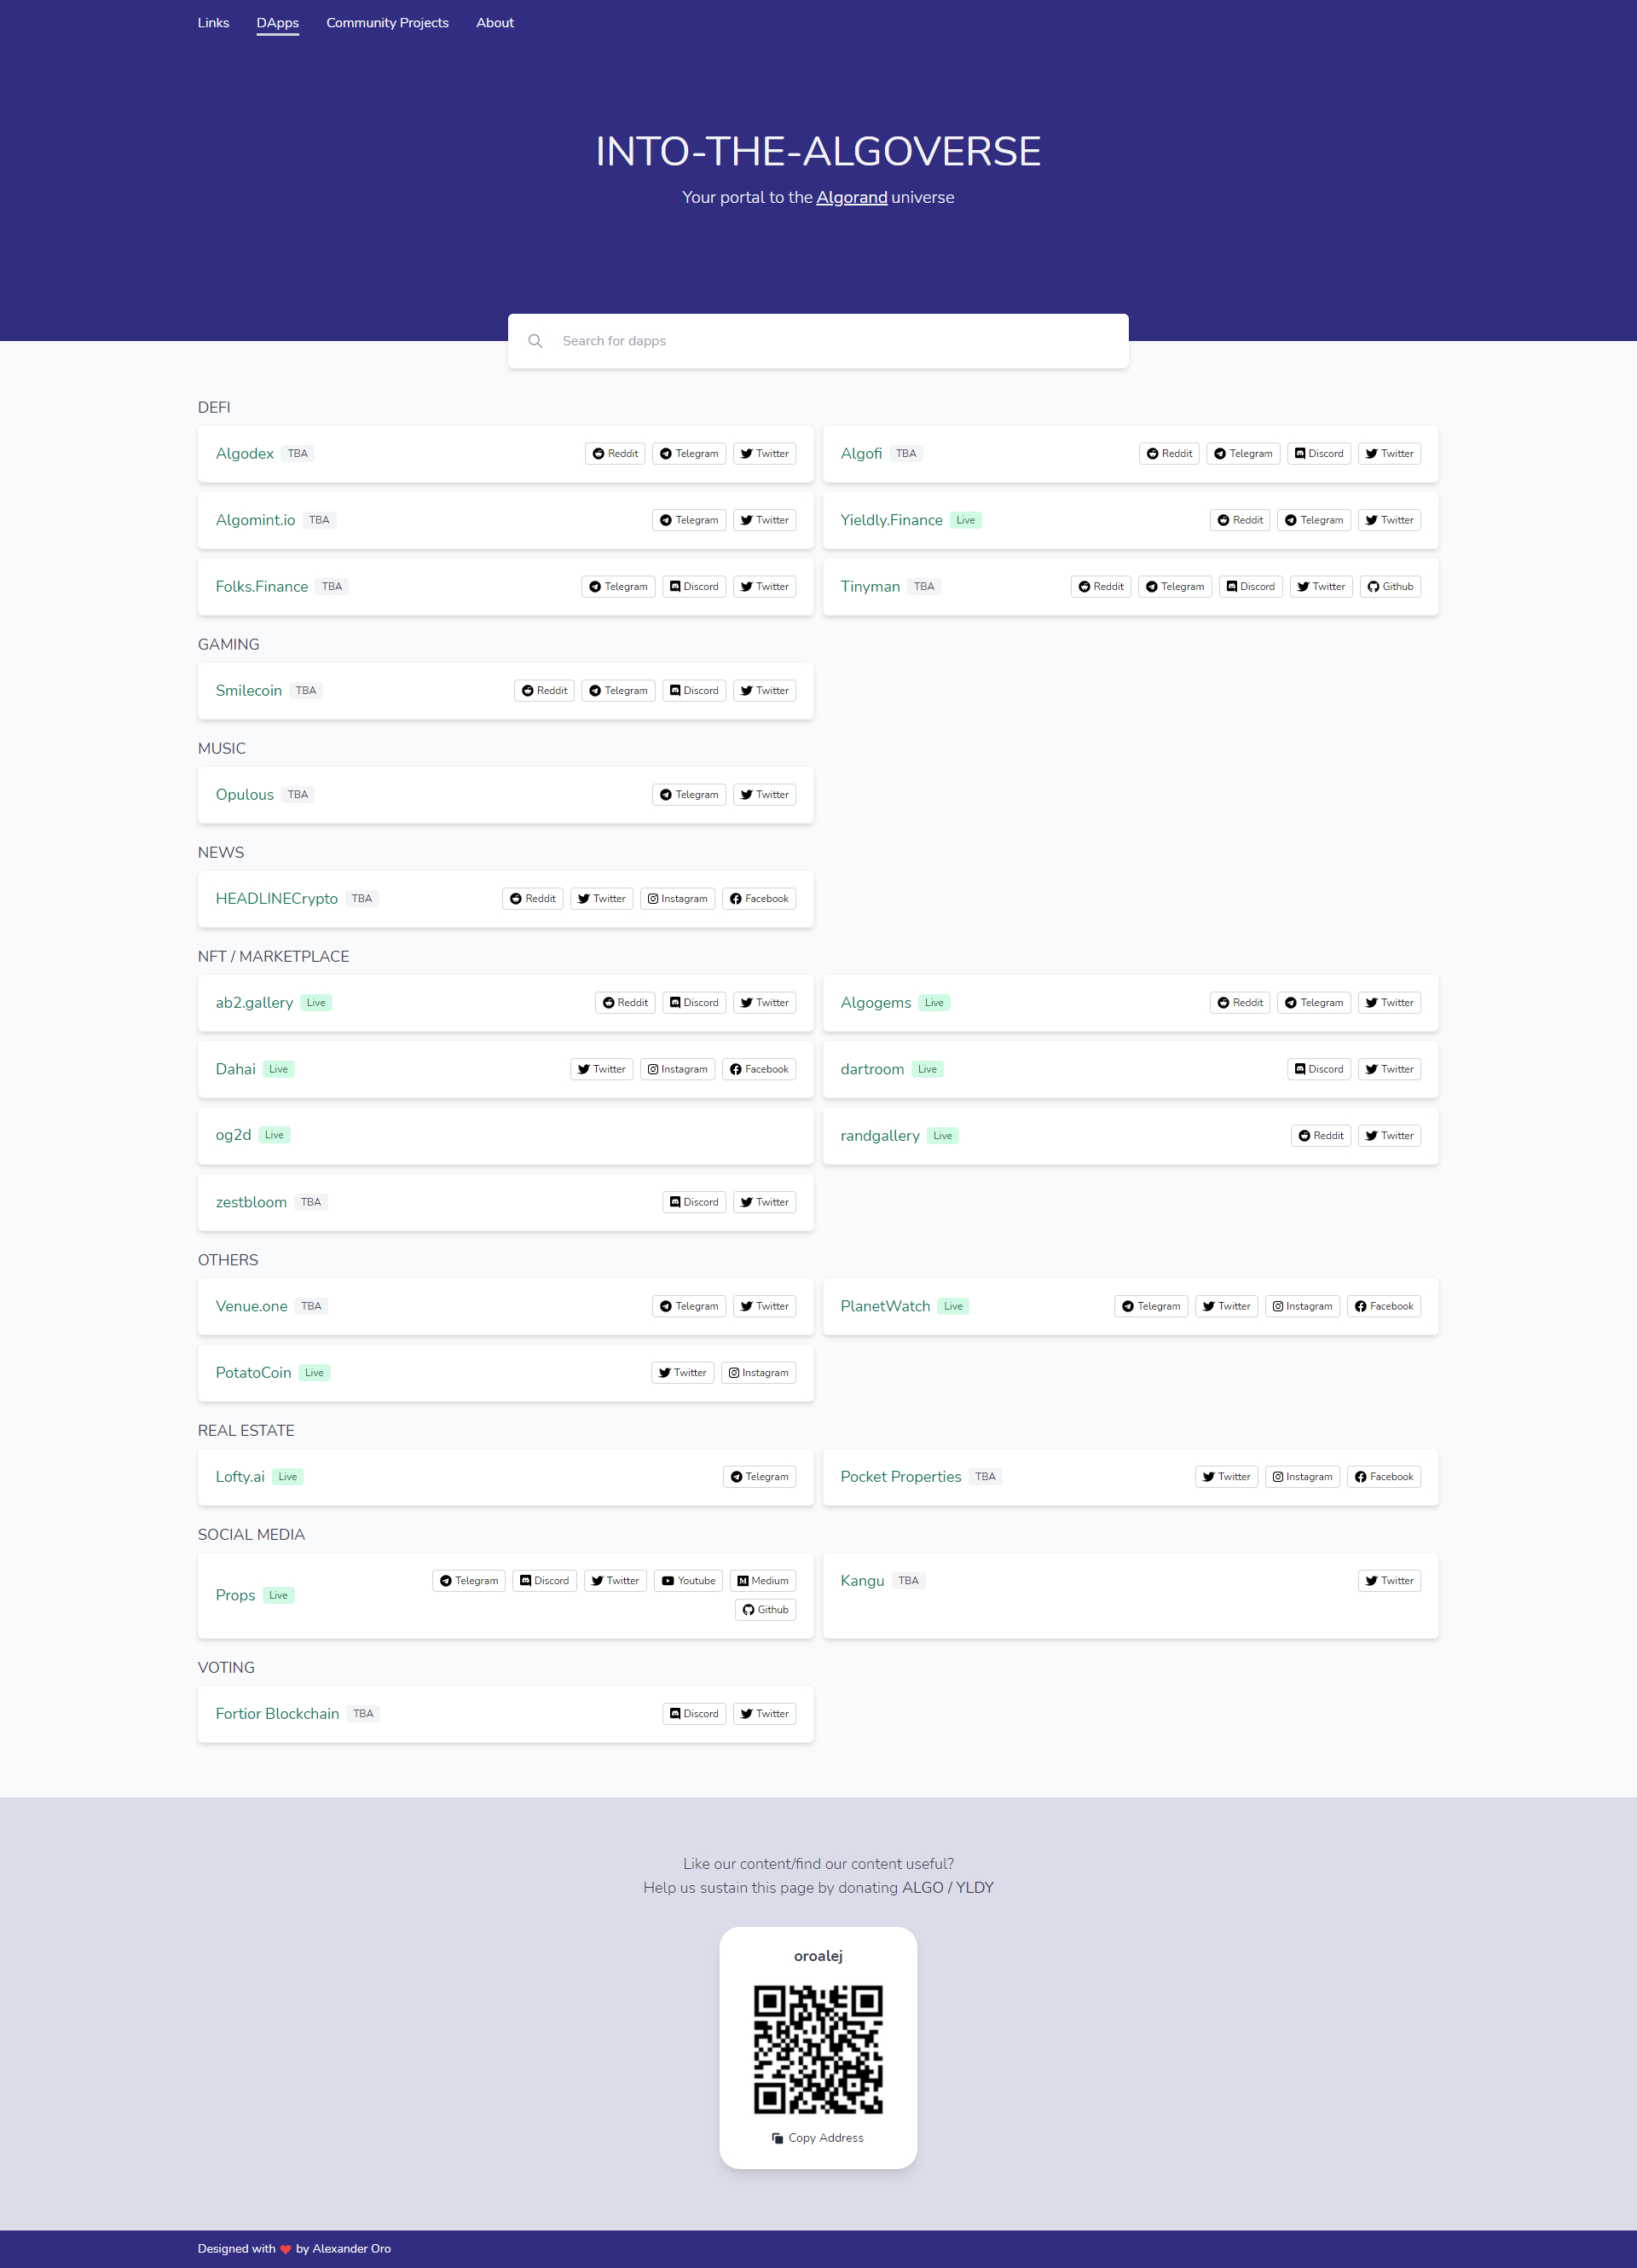 Links DApps Community Projects About
INTO-THE-ALGOVERSE
Your portal to the Algorand universe
Search for dapps
DEFI
Algodex TBA Reddit Telegram Twitter
Algofi TBA Reddit Telegram Discord Twitter
Algomint.io TBA Telegram Twitter
Yieldly.Finance Live Reddit Telegram Twitter
Folks.Finance TBA Telegram Discord Twitter
Tinyman TBA Reddit Telegram Discord Twitter Github
GAMING
Smilecoin TBA Reddit Telegram Discord Twitter
MUSIC
Opulous TBA Telegram Twitter
NEWS
HEADLINECrypto TBA Reddit Twitter Instagram Facebook
NFT / MARKETPLACE
ab2.gallery Live Reddit Discord Twitter
Algogems Live Reddit Telegram Twitter
Dahai Live Twitter Instagram Facebook
dartroom Live Discord Twitter
og2d Live
randgallery Live Reddit Twitter
zestbloom TBA Discord Twitter
OTHERS
Venue.one TBA Telegram Twitter
PlanetWatch Live Telegram Twitter Instagram Facebook
PotatoCoin Live Twitter Instagram
REAL ESTATE
Lofty.ai Live Telegram
Pocket Properties TBA Twitter Instagram Facebook
SOCIAL MEDIA
Props Live Telegram Discord Twitter Youtube Medium
Github
Kangu TBA Twitter
VOTING
Fortior Blockchain TBA Discord Twitter
Like our content/find our content useful?
Help us sustain this page by donating ALGO / YLDY
oroalej
Copy Address
Designed with ❤ by Alexander Oro